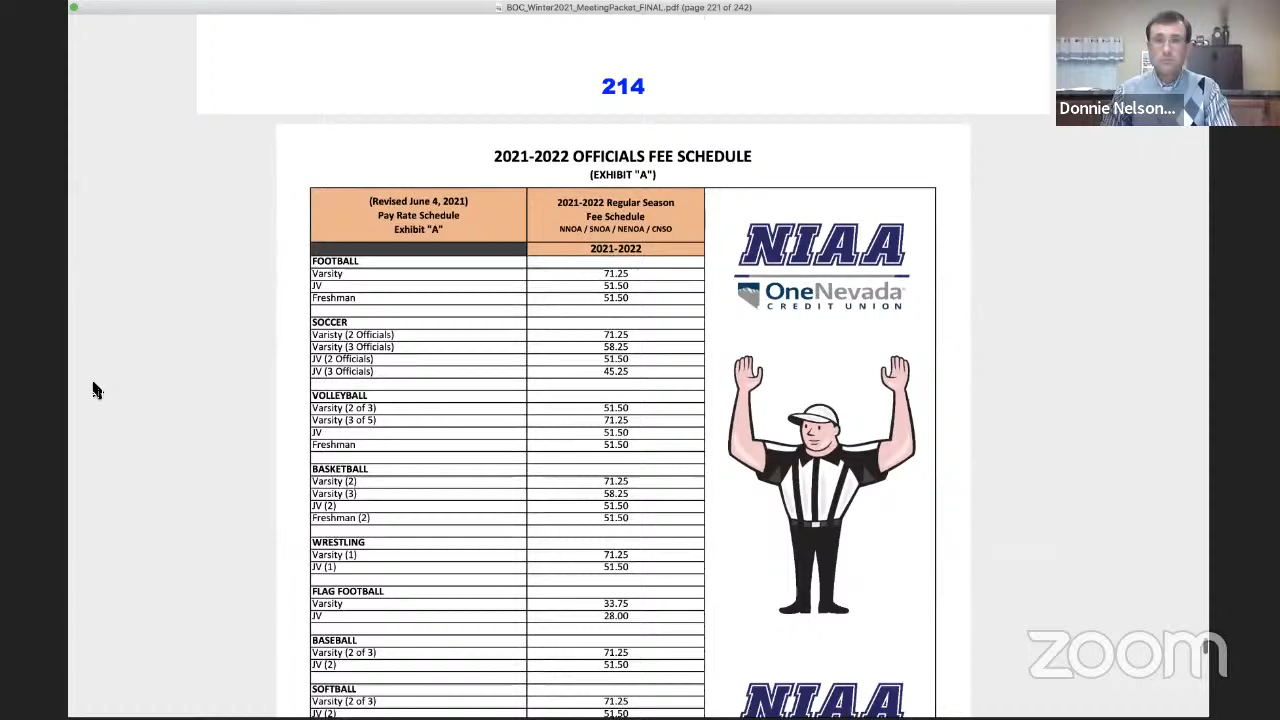 BOC_Winter2021_MeetingPacket_FINAL.pdf (page 221 of 242)
214
Donnie Nelson...
2021-2022 OFFICIALS FEE SCHEDULE
(EXHIBIT "A")
(Revised June 4, 2021)
Pay Rate Schedule
Exhibit "A"
2021-2022 Regular Season
Fee Schedule
NNOA / SNOA / NENOA / CNSO
2021-2022
FOOTBALL
Varsity 71.25
JV 51.50
Freshman 51.50
SOCCER
Varisty (2 Officials) 71.25
Varsity (3 Officials) 58.25
JV (2 Officials) 51.50
JV (3 Officials) 45.25
VOLLEYBALL
Varsity (2 of 3) 51.50
Varsity (3 of 5) 71.25
JV 51.50
Freshman 51.50
BASKETBALL
Varsity (2) 71.25
Varsity (3) 58.25
JV (2) 51.50
Freshman (2) 51.50
WRESTLING
Varsity (1) 71.25
JV (1) 51.50
FLAG FOOTBALL
Varsity 33.75
JV 28.00
BASEBALL
Varsity (2 of 3) 71.25
JV (2) 51.50
SOFTBALL
Varsity (2 of 3) 71.25
JV (2) 51.50
NIAA
OneNevada
CREDIT UNION
NIAA
zoom